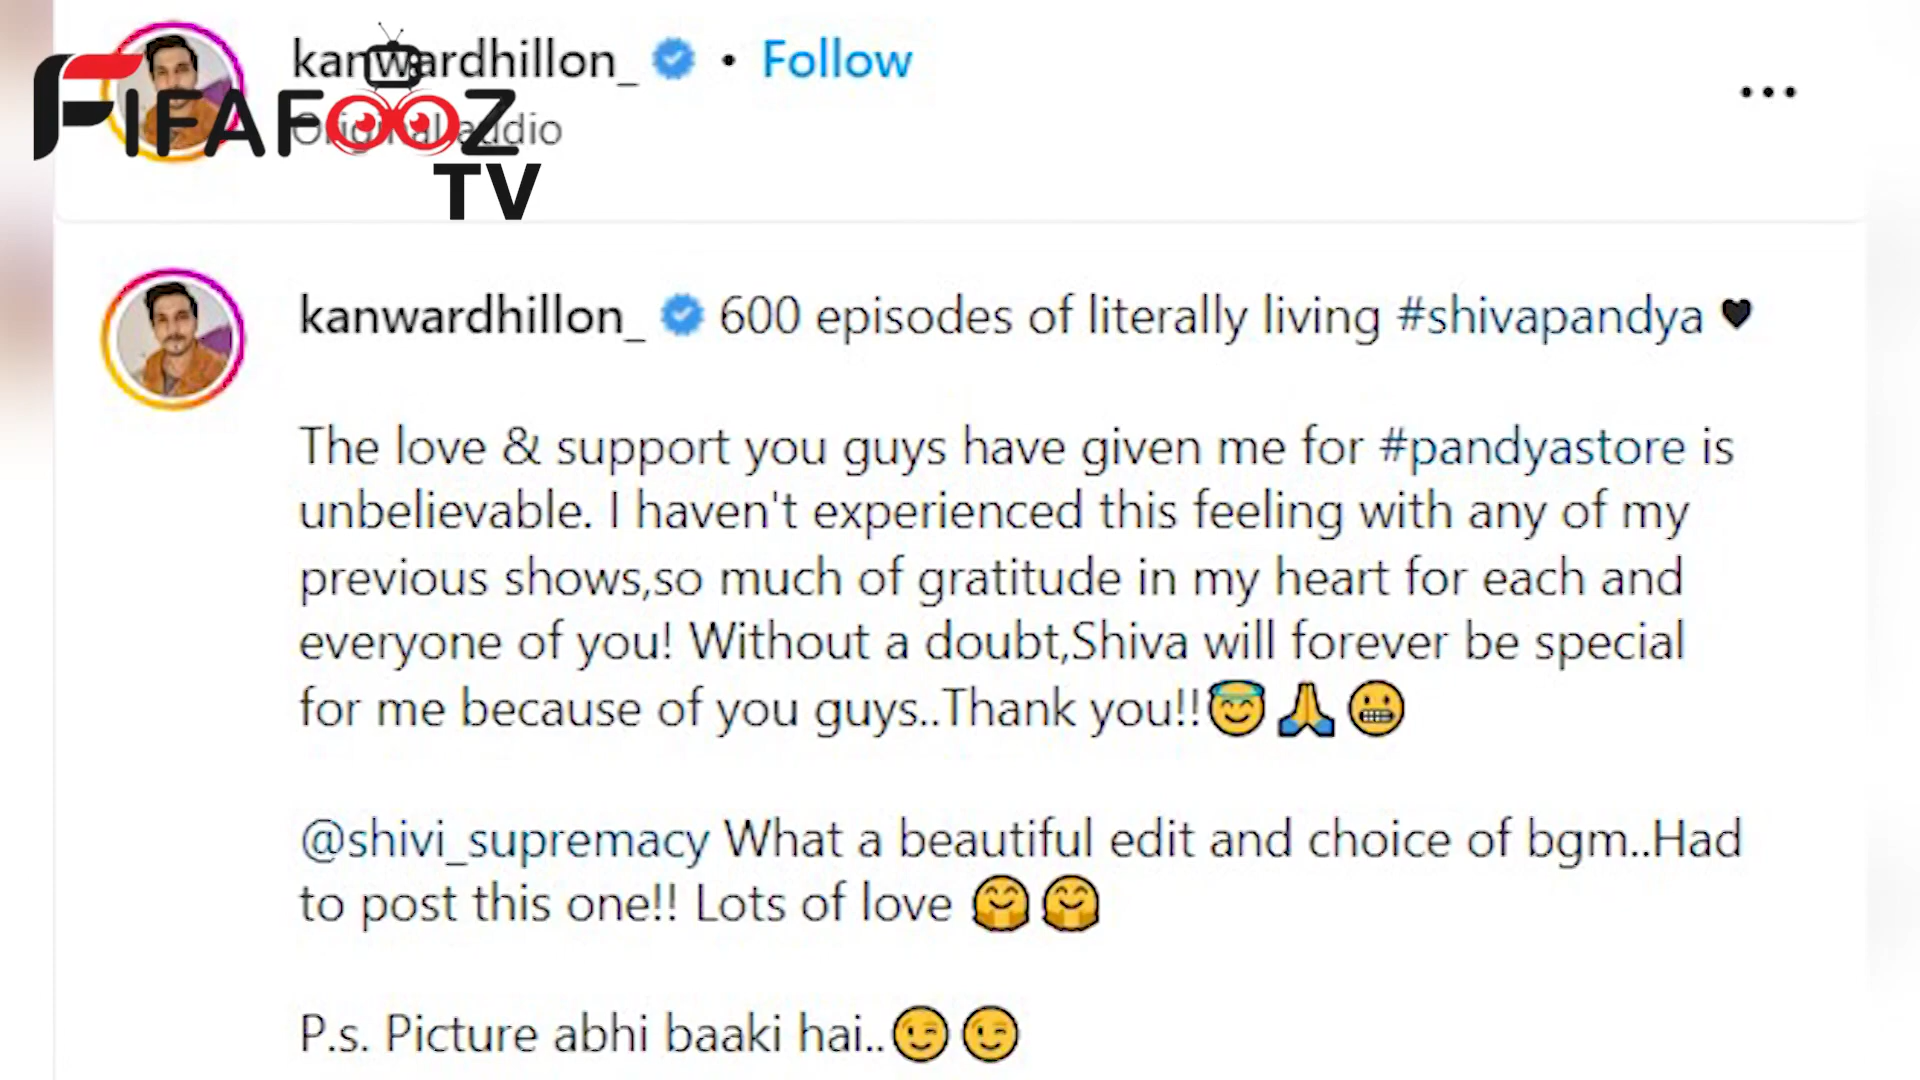 kanwardhillon_ • Follow
Original audio
FIFAFOOZ
TV
kanwardhillon_ 600 episodes of literally living #shivapandya 🖤
The love & support you guys have given me for #pandyastore is
unbelievable. I haven't experienced this feeling with any of my
previous shows,so much of gratitude in my heart for each and
everyone of you! Without a doubt,Shiva will forever be special
for me because of you guys..Thank you!!😇🙏😬
@shivi_supremacy What a beautiful edit and choice of bgm..Had
to post this one!! Lots of love 🤗🤗
P.s. Picture abhi baaki hai..😉😉